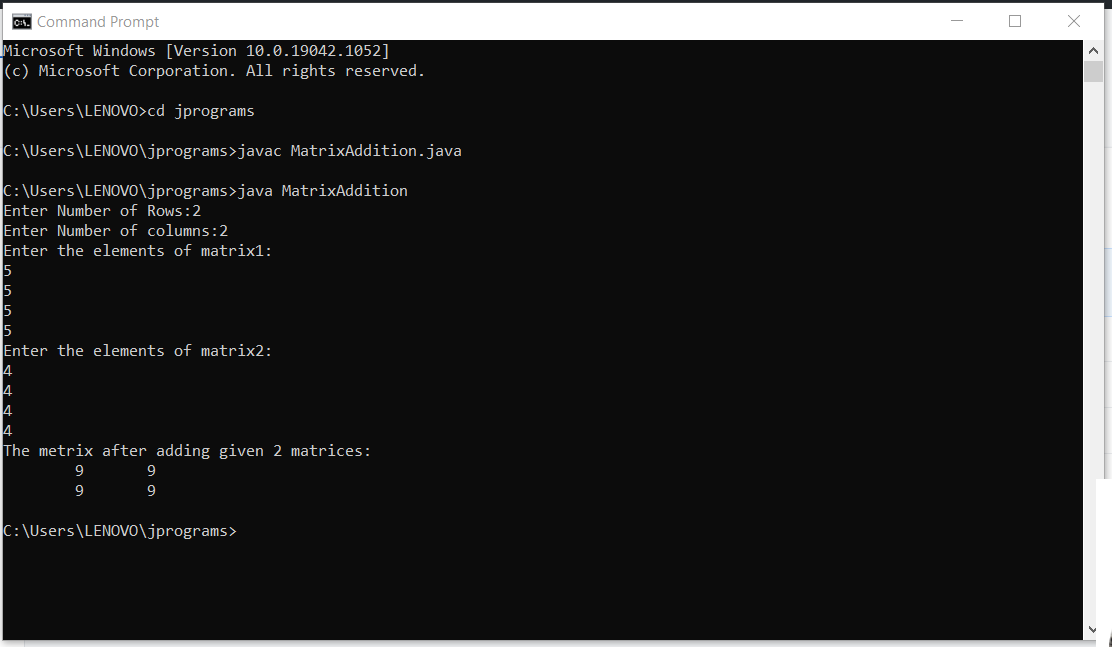 Command Prompt
Microsoft Windows [Version 10.0.19042.1052]
(c) Microsoft Corporation. All rights reserved.
C:\Users\LENOVO>cd jprograms
C:\Users\LENOVO\jprograms>javac MatrixAddition.java
C:\Users\LENOVO\jprograms>java MatrixAddition
Enter Number of Rows:2
Enter Number of columns:2
Enter the elements of matrix1:
5
5
5
5
Enter the elements of matrix2:
4
4
4
4
The metrix after adding given 2 matrices:
9 9
9 9
C:\Users\LENOVO\jprograms>